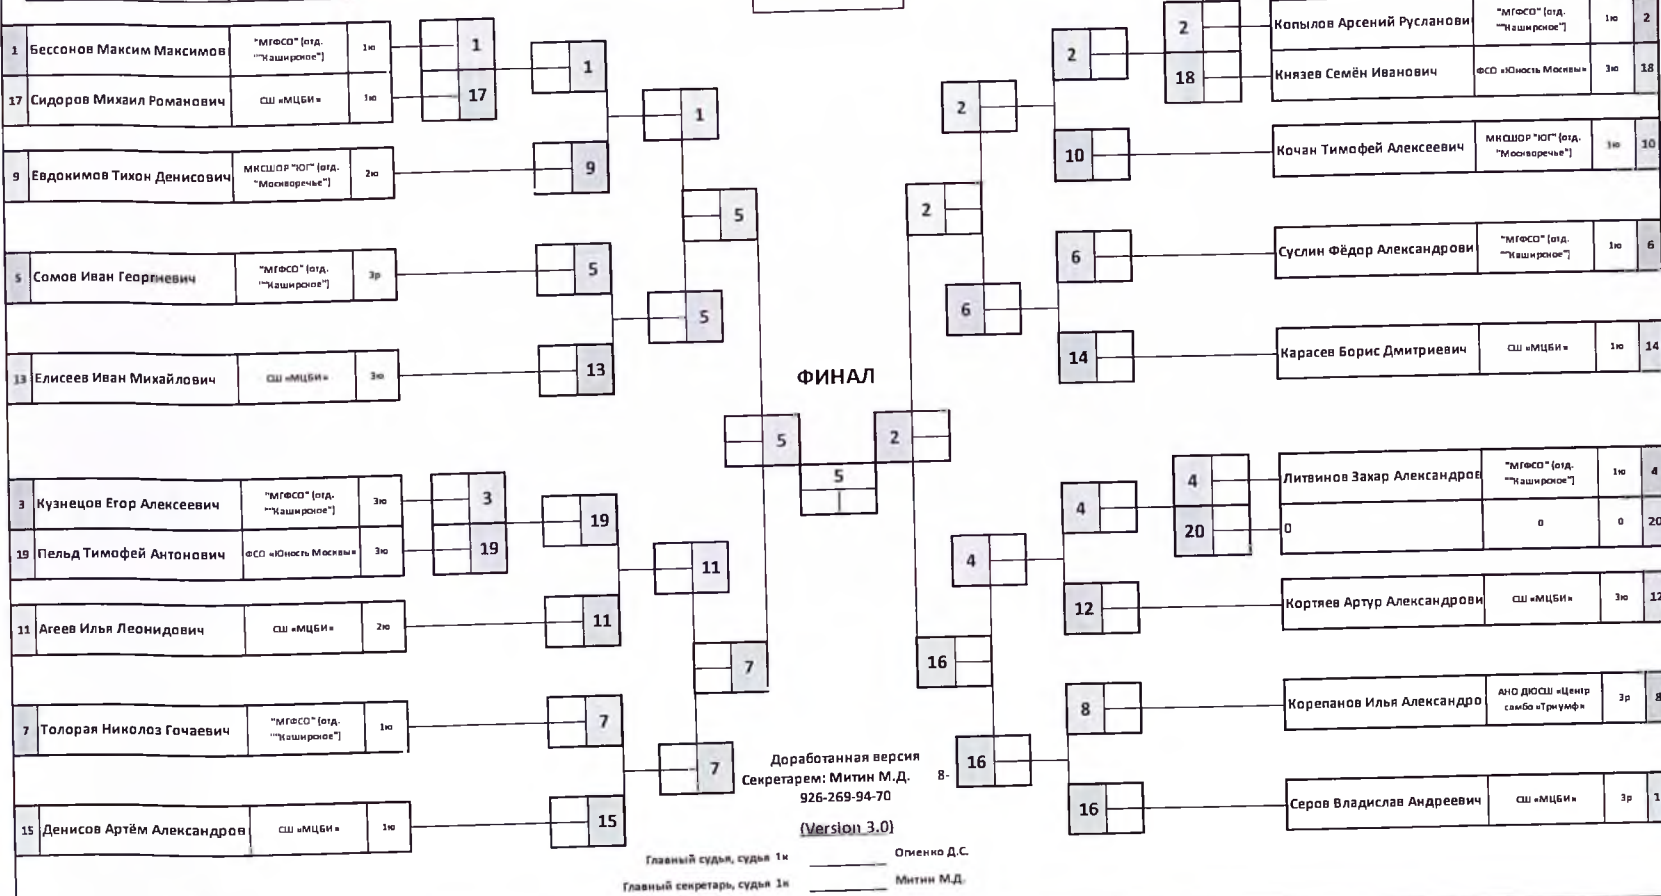 1 Бессонов Максим Максимов "МГФСО" (отд. ""Каширское") 1ю
17 Сидоров Михаил Романович СШ «МЦБИ» 1ю
9 Евдокимов Тихон Денисович МКСШОР "ЮГ" (отд. "Москворечье") 2ю
5 Сомов Иван Георгиевич "МГФСО" (отд. ""Каширское") 3р
13 Елисеев Иван Михайлович СШ «МЦБИ» 3ю
3 Кузнецов Егор Алексеевич "МГФСО" (отд. ""Каширское") 3ю
19 Пельд Тимофей Антонович ФСО «Юность Москвы» 3ю
11 Агеев Илья Леонидович СШ «МЦБИ» 2ю
7 Толорая Николоз Гочаевич "МГФСО" (отд. ""Каширское") 1ю
15 Денисов Артём Александров СШ «МЦБИ» 1ю
1
17
3
19
1
9
5
13
19
11
7
15
1
5
11
7
5
7
5
ФИНАЛ
5
2
2
16
2
6
4
16
2
10
6
14
4
12
8
16
2
18
4
20
Копылов Арсений Русланови "МГФСО" (отд. ""Каширское") 1ю 2
Князев Семён Иванович ФСО «Юность Москвы» 3ю 18
Кочан Тимофей Алексеевич МКСШОР "ЮГ" (отд. "Москворечье") 1ю 10
Суслин Фёдор Александрови "МГФСО" (отд. ""Каширское") 1ю 6
Карасев Борис Дмитриевич СШ «МЦБИ» 1ю 14
Литвинов Захар Александров "МГФСО" (отд. ""Каширское") 1ю 4
0 0 0 20
Кортяев Артур Александрови СШ «МЦБИ» 3ю 12
Корепанов Илья Александро АНО ДЮСШ «Центр самбо «Триумф» 3р 8
Серов Владислав Андреевич СШ «МЦБИ» 3р 1
Доработанная версия
Секретарем: Митин М.Д. 8-
926-269-94-70
(Version 3.0)
Главный судья, судья 1к Огиенко Д.С.
Главный секретарь, судья 1к Митин М.Д.